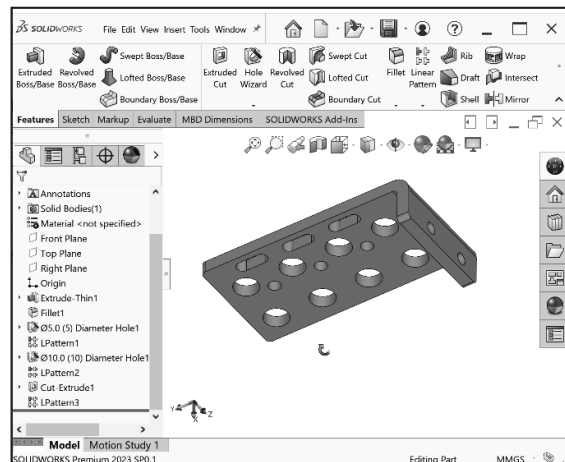 3S SOLIDWORKS File Edit View Insert Tools Window
Extruded Boss/Base Revolved Boss/Base Swept Boss/Base Lofted Boss/Base Boundary Boss/Base Extruded Cut Hole Wizard Revolved Cut Swept Cut Lofted Cut Boundary Cut Fillet Linear Pattern Rib Draft Shell Wrap Intersect Mirror
Features Sketch Markup Evaluate MBD Dimensions SOLIDWORKS Add-Ins
Annotations
Solid Bodies(1)
Material <not specified>
Front Plane
Top Plane
Right Plane
Origin
Extrude-Thin1
Fillet1
Ø5.0 (5) Diameter Hole1
LPattern1
Ø10.0 (10) Diameter Hole1
LPattern2
Cut-Extrude1
LPattern3
Y X Z
Model Motion Study 1
SOLIDWORKS Premium 2023 SP0.1 Editing Part MMGS